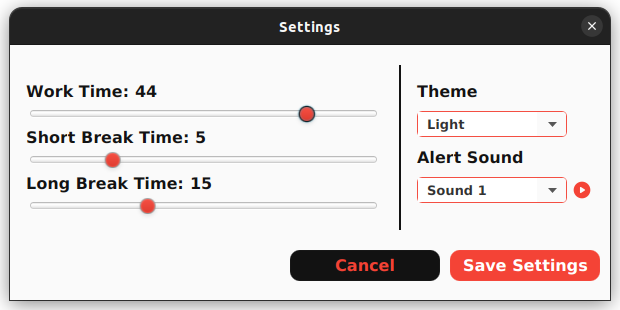 Settings
Work Time: 44
Short Break Time: 5
Long Break Time: 15
Theme
Light
Alert Sound
Sound 1
Cancel
Save Settings